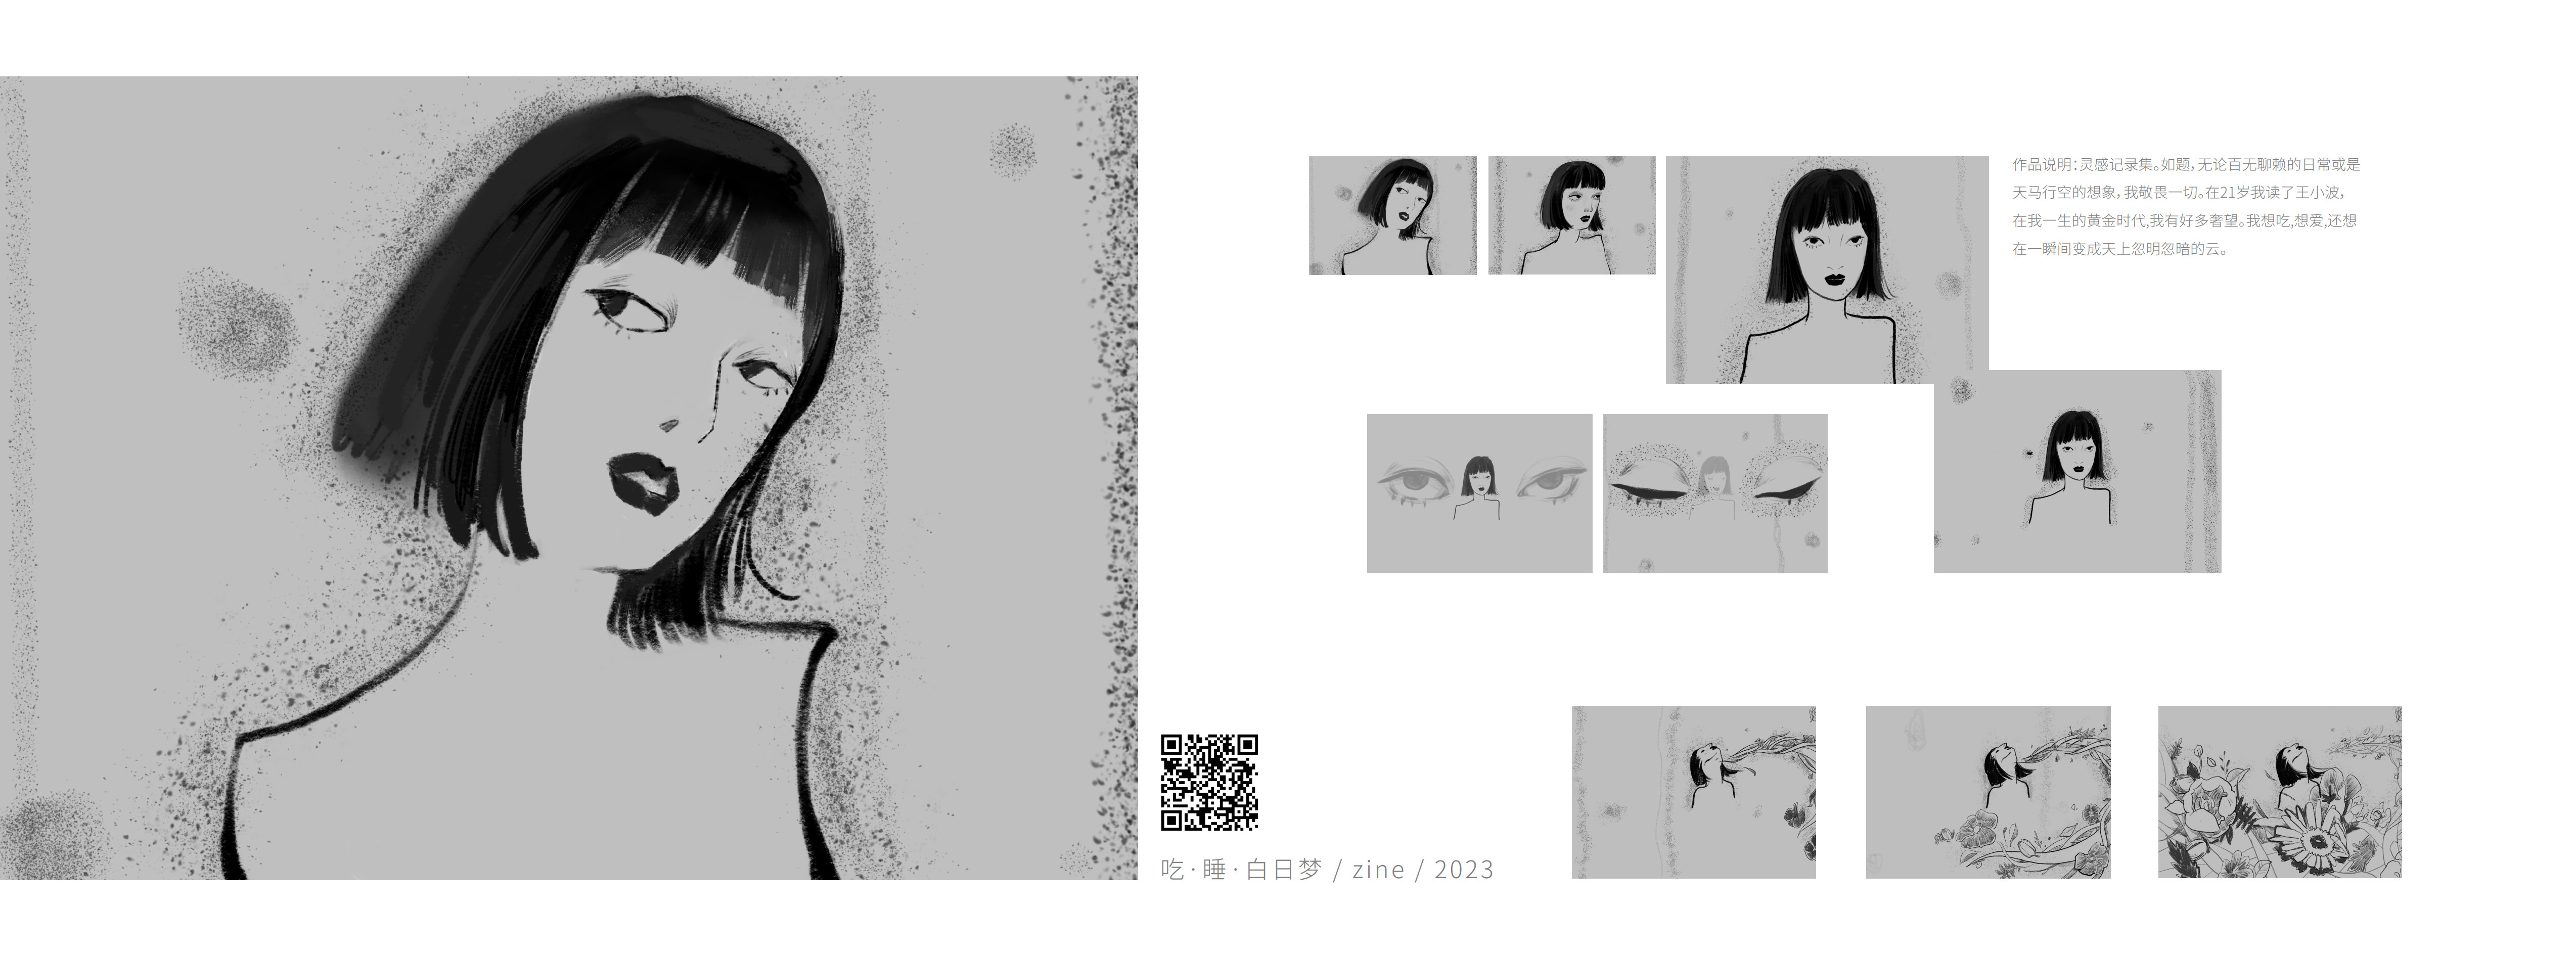 作品说明：灵感记录集。如题，无论百无聊赖的日常或是
天马行空的想象，我敬畏一切。在21岁我读了王小波，
在我一生的黄金时代,我有好多奢望。我想吃,想爱,还想
在一瞬间变成天上忽明忽暗的云。
吃·睡·白日梦 / zine / 2023